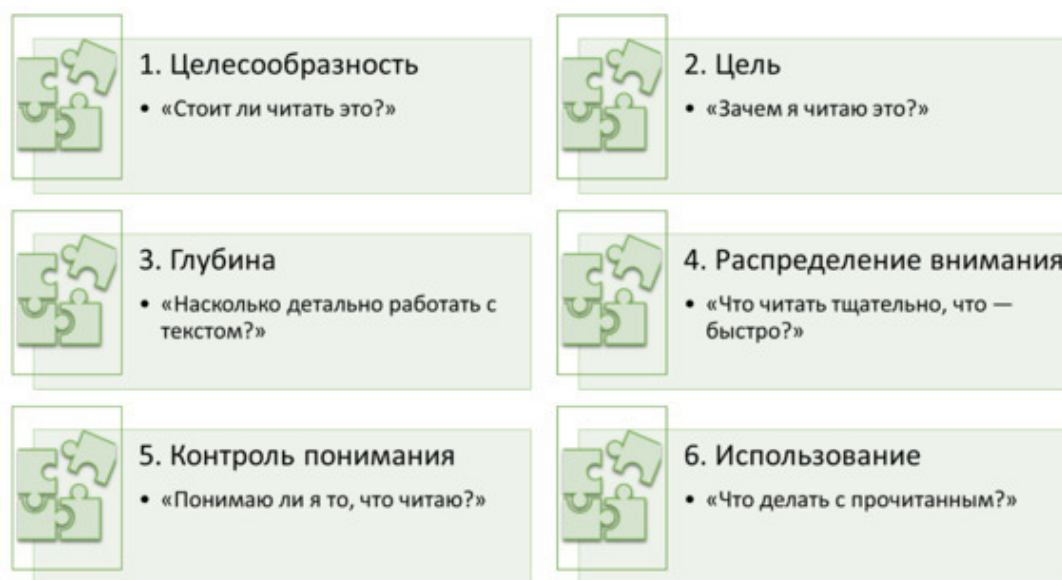 1. Целесообразность
• «Стоит ли читать это?»
2. Цель
• «Зачем я читаю это?»
3. Глубина
• «Насколько детально работать с
текстом?»
4. Распределение внимания
• «Что читать тщательно, что —
быстро?»
5. Контроль понимания
• «Понимаю ли я то, что читаю?»
6. Использование
• «Что делать с прочитанным?»